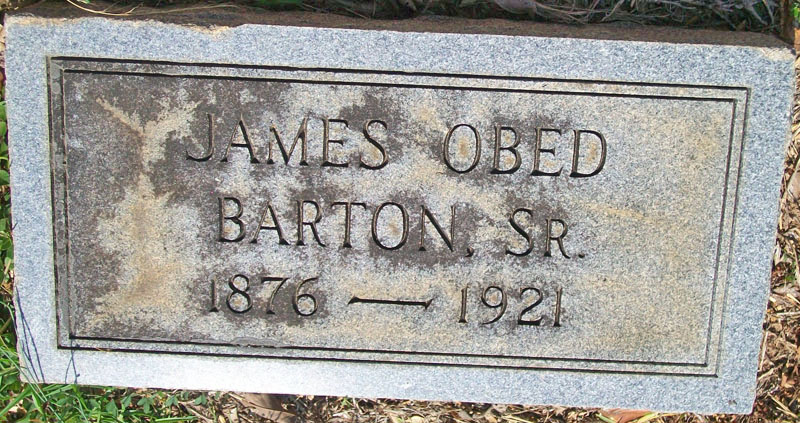 JAMES OBED
BARTON, SR.
1876 — 1921